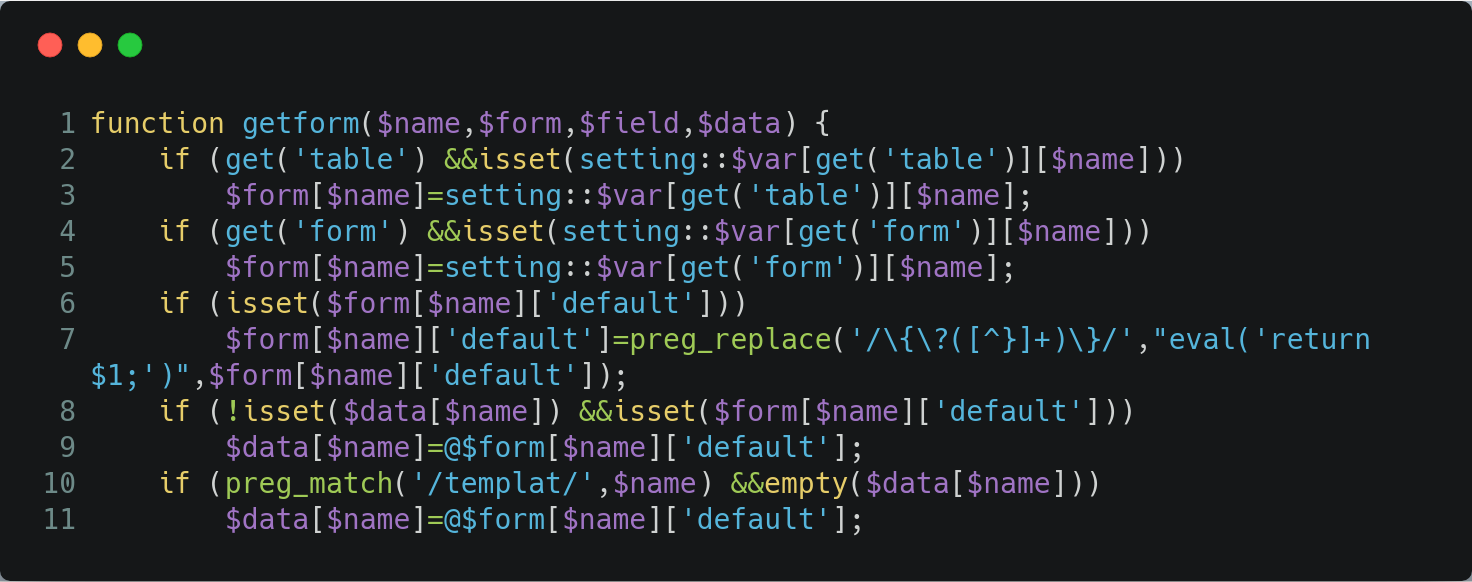 1 function getform($name,$form,$field,$data) {
2     if (get('table') &&isset(setting::$var[get('table')][$name]))
3         $form[$name]=setting::$var[get('table')][$name];
4     if (get('form') &&isset(setting::$var[get('form')][$name]))
5         $form[$name]=setting::$var[get('form')][$name];
6     if (isset($form[$name]['default']))
7         $form[$name]['default']=preg_replace('/\{\?([^}]+)\}/',"eval('return
$1;')",$form[$name]['default']);
8     if (!isset($data[$name]) &&isset($form[$name]['default']))
9         $data[$name]=@$form[$name]['default'];
10     if (preg_match('/templat/',$name) &&empty($data[$name]))
11         $data[$name]=@$form[$name]['default'];